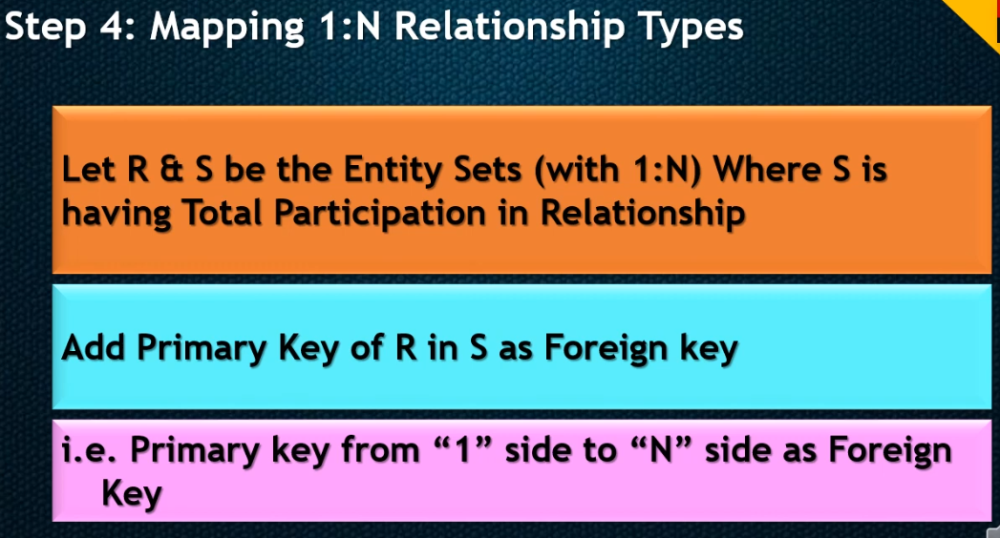 Step 4: Mapping 1:N Relationship Types
Let R & S be the Entity Sets (with 1:N) Where S is
having Total Participation in Relationship
Add Primary Key of R in S as Foreign key
i.e. Primary key from “1” side to “N” side as Foreign
Key